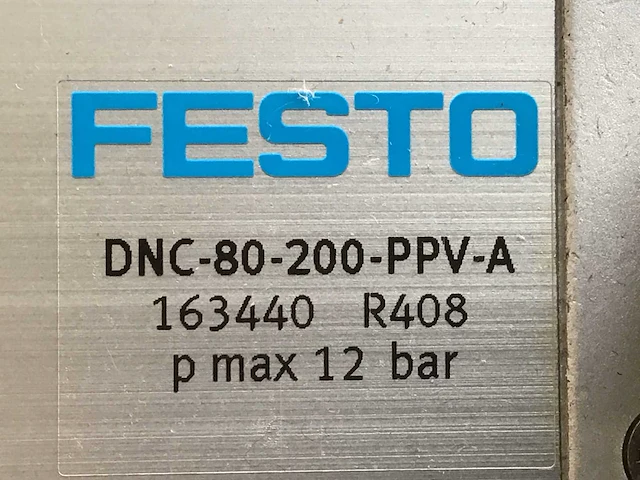 FESTO
DNC-80-200-PPV-A
163440 R408
p max 12 bar